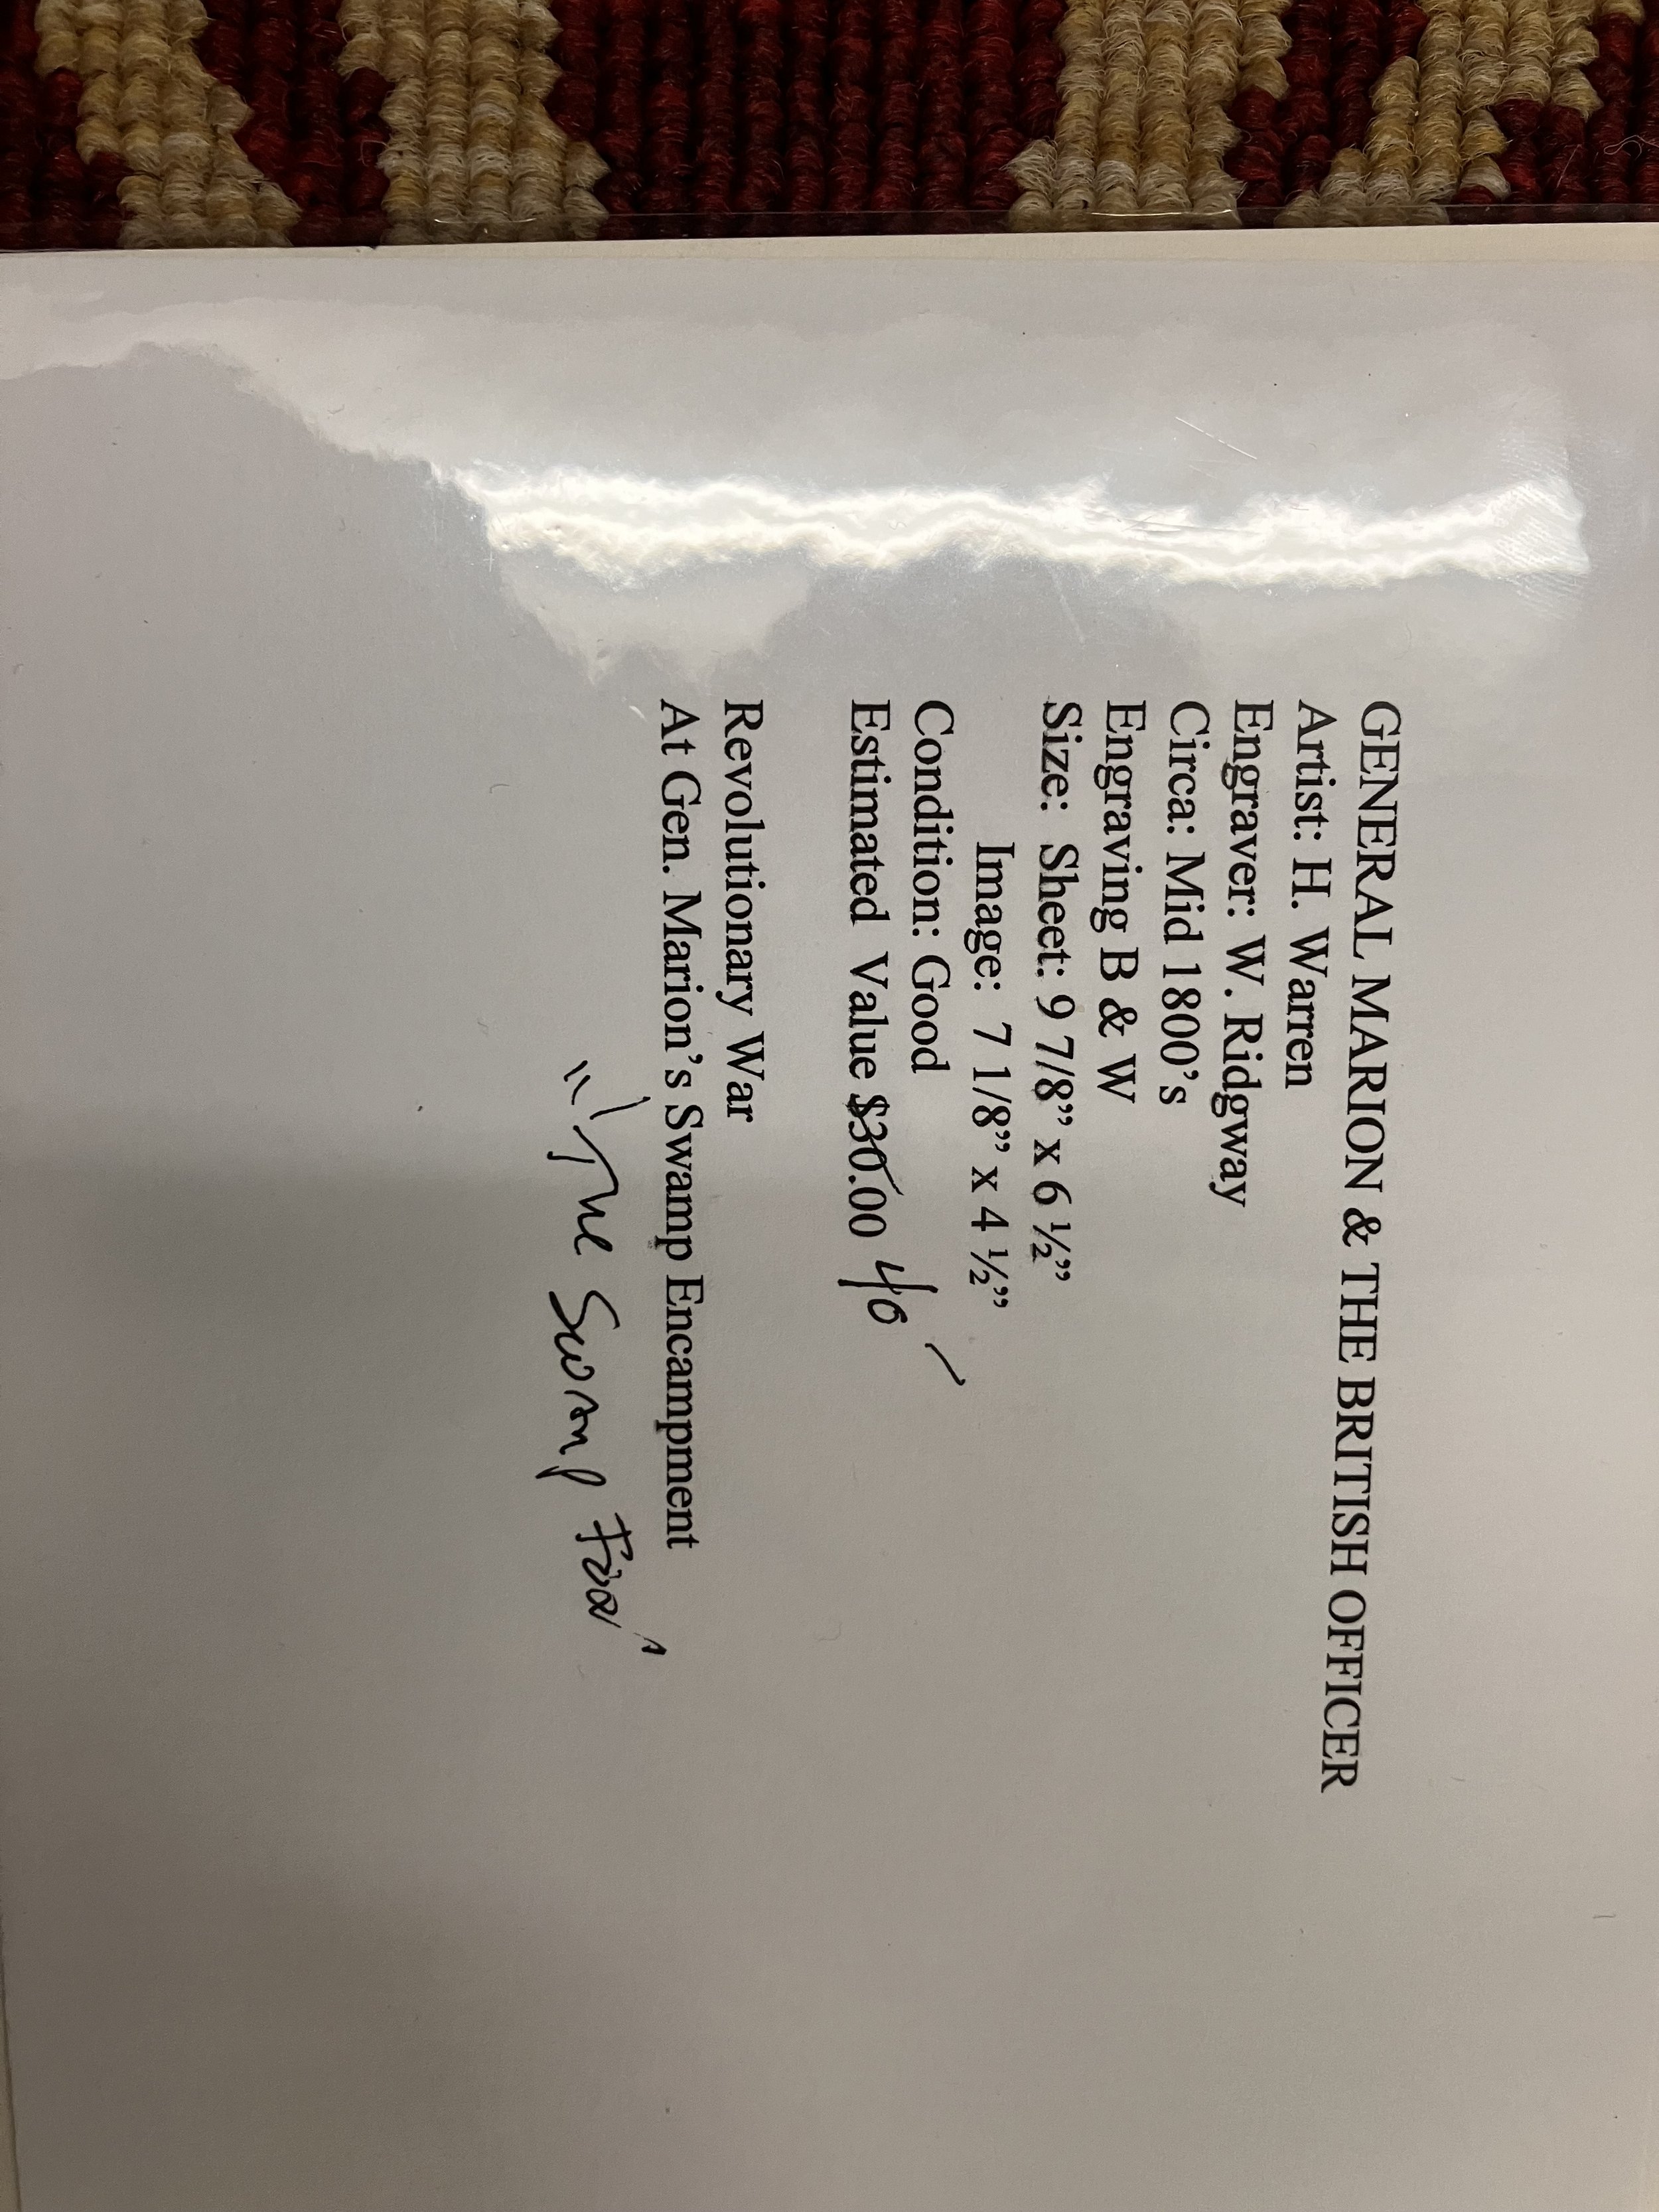 GENERAL MARION & THE BRITISH OFFICER
Artist: H. Warren
Engraver: W. Ridgway
Circa: Mid 1800's
Engraving B & W
Size: Sheet: 9 7/8” x 6 ½”
Image: 7 1/8” x 4 ½”
Condition: Good
Estimated Value $30.00 40
Revolutionary War
At Gen. Marion's Swamp Encampment
"The Swamp Fox"